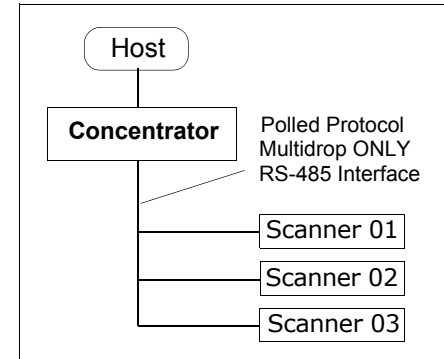 Host
Concentrator
Polled Protocol
Multidrop ONLY
RS-485 Interface
Scanner 01
Scanner 02
Scanner 03